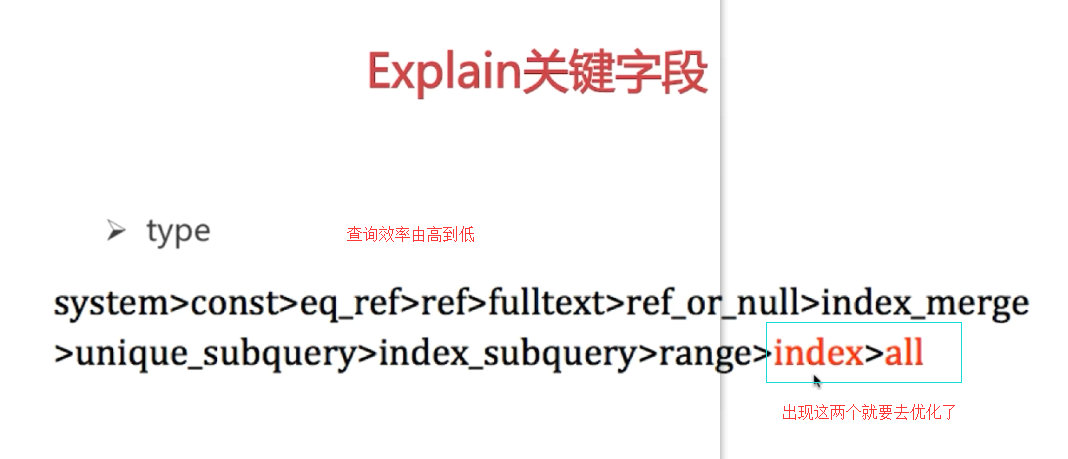 Explain关键字段
type
查询效率由高到低
system>const>eq_ref>ref>fulltext>ref_or_null>index_merge
>unique_subquery>index_subquery>range>index>all
出现这两个就要去优化了